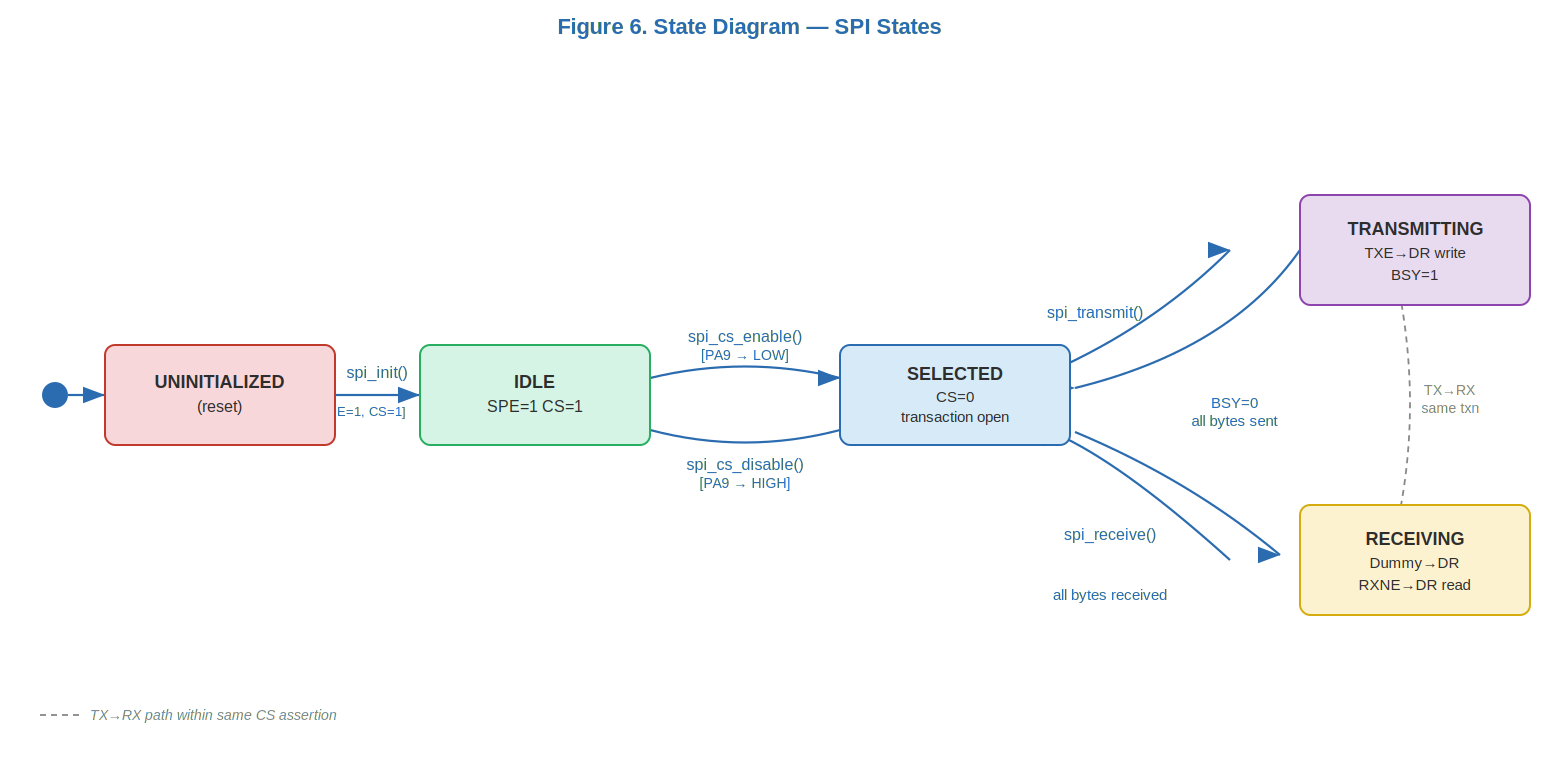 Figure 6. State Diagram — SPI States
UNINITIALIZED
(reset)
spi_init()
E=1, CS=1]
IDLE
SPE=1 CS=1
spi_cs_enable()
[PA9 → LOW]
spi_cs_disable()
[PA9 → HIGH]
SELECTED
CS=0
transaction open
spi_transmit()
BSY=0
all bytes sent
spi_receive()
all bytes received
TRANSMITTING
TXE→DR write
BSY=1
TX→RX
same txn
RECEIVING
Dummy→DR
RXNE→DR read
TX→RX path within same CS assertion